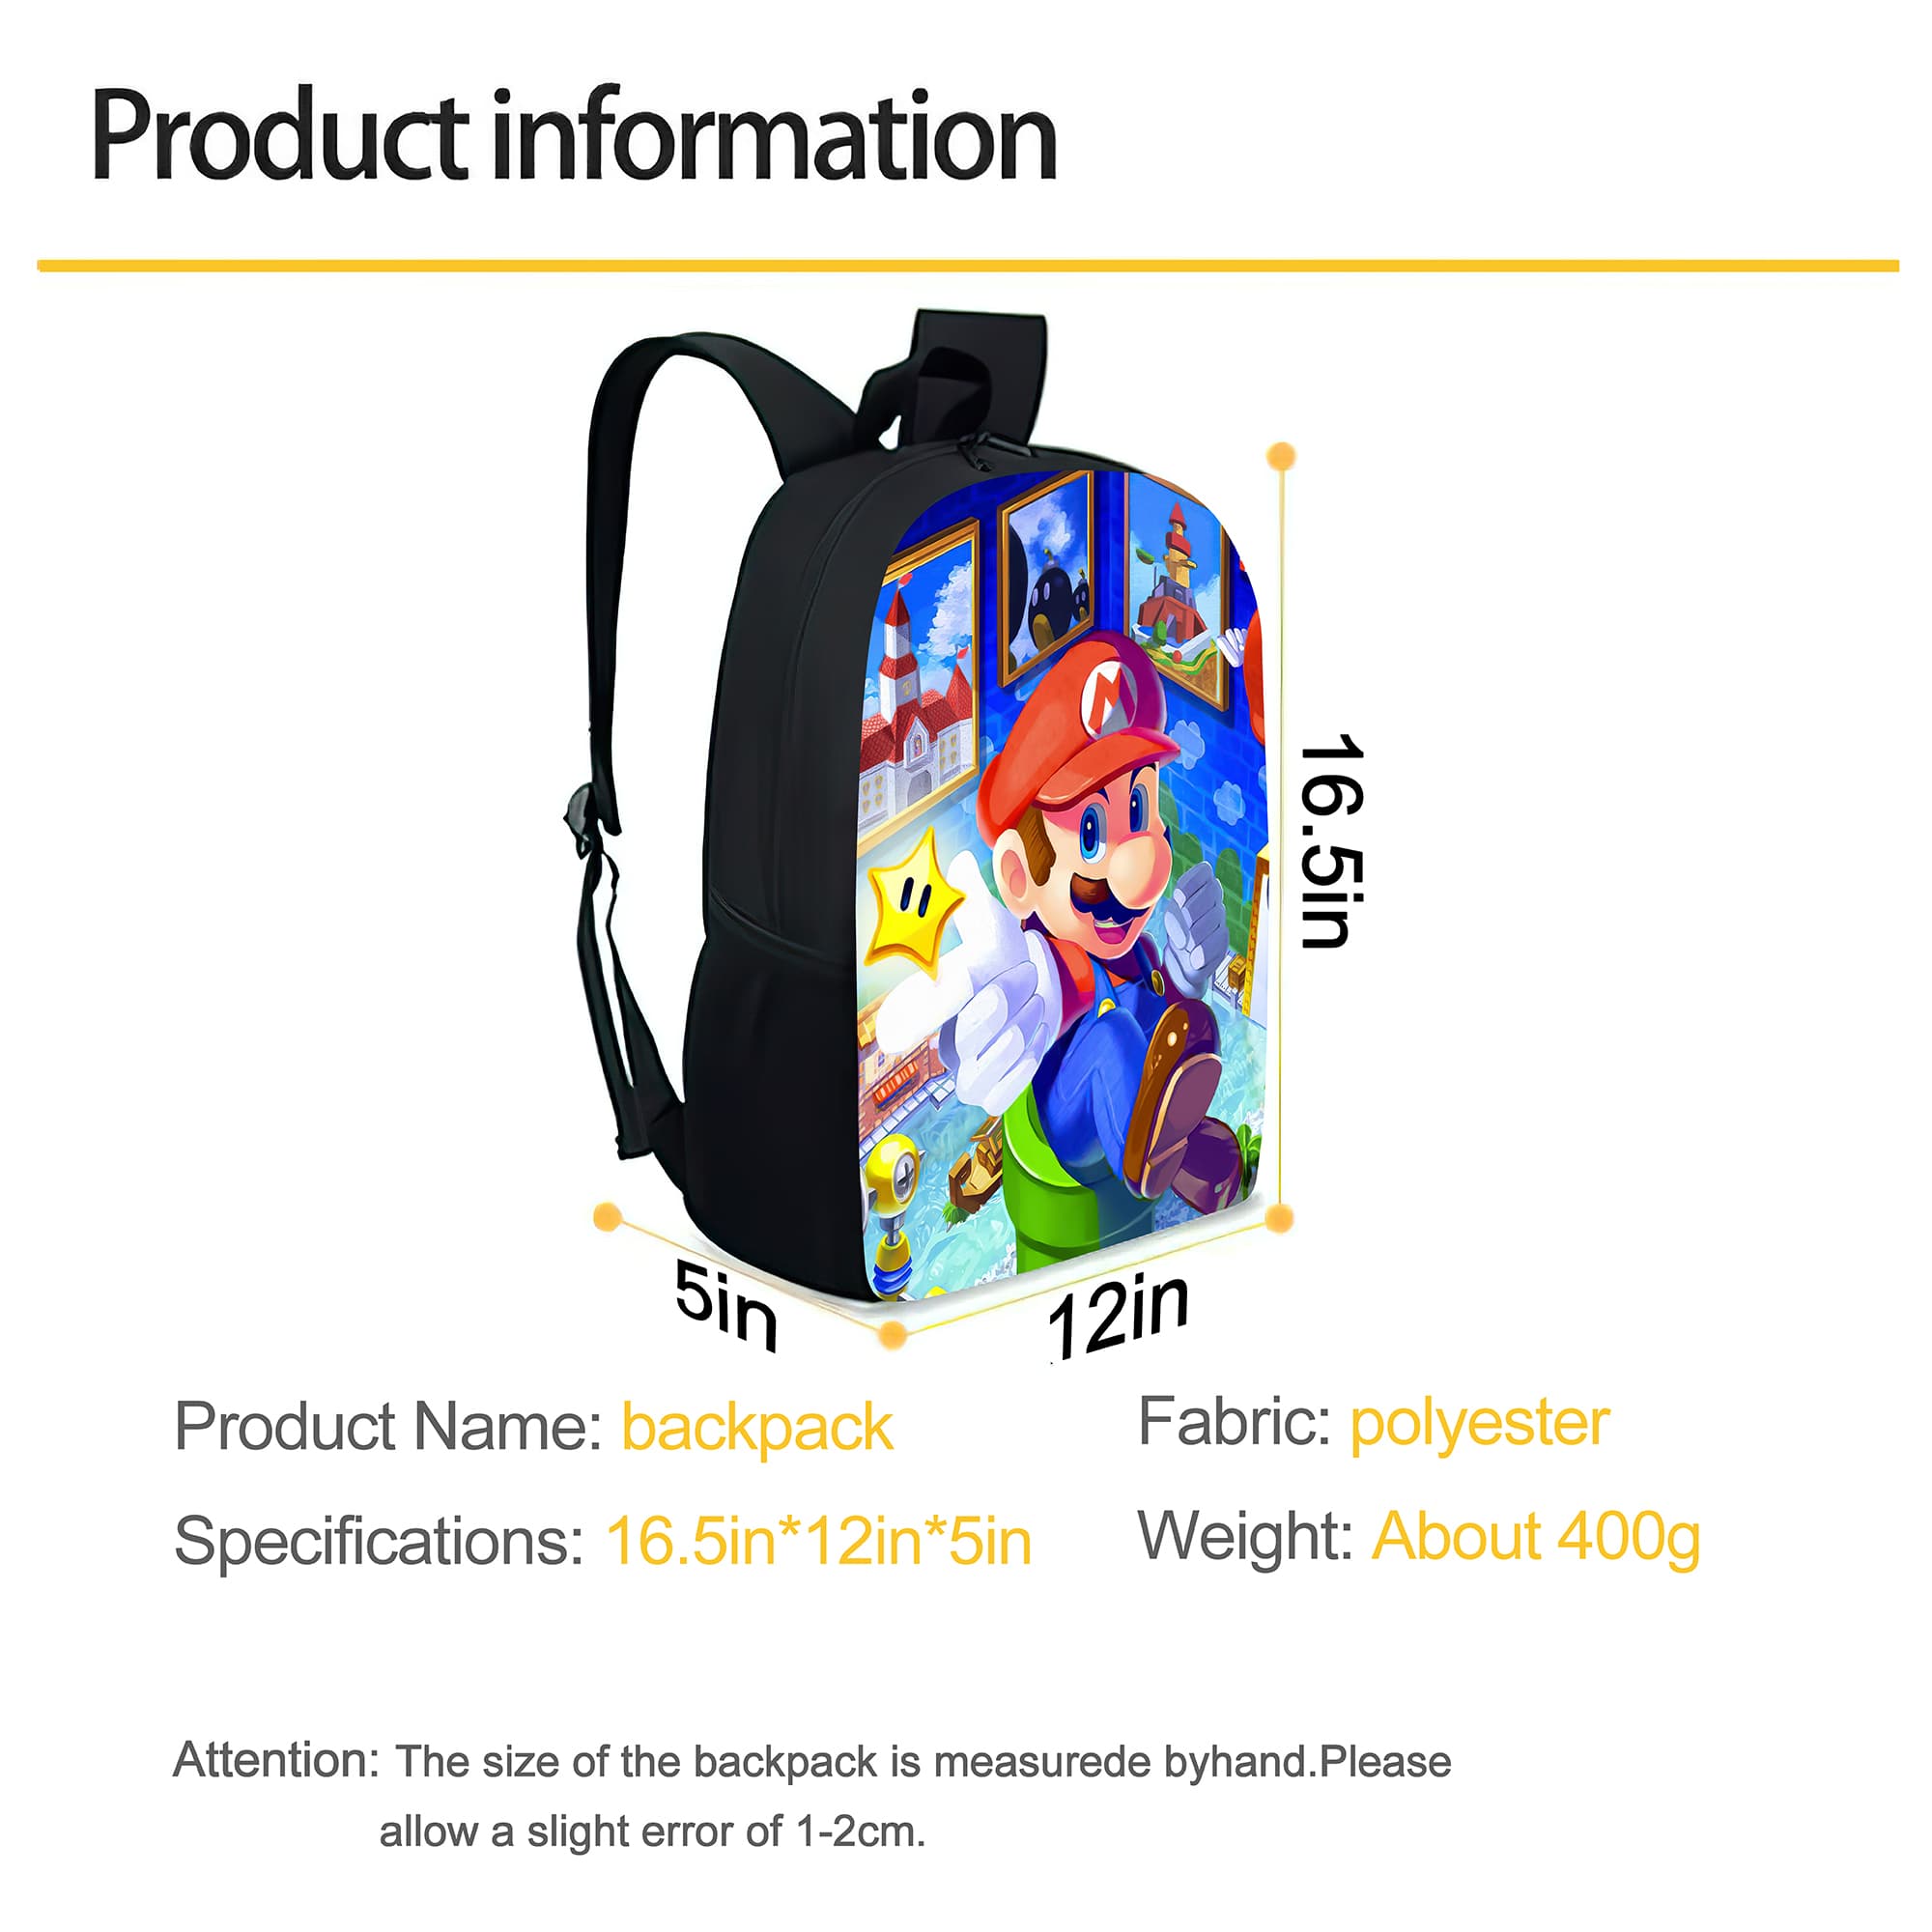 Product information
16.5in
5in
12in
Product Name: backpack
Fabric: polyester
Specifications: 16.5in*12in*5in
Weight: About 400g
Attention: The size of the backpack is measurede byhand.Please
allow a slight error of 1-2cm.
M